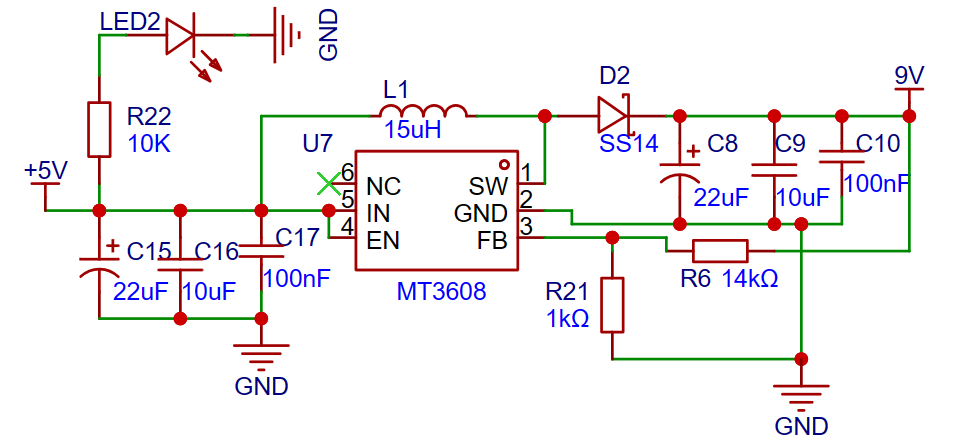 LED2
GND
R22
10K
+5V
L1
15uH
U7
D2
SS14
9V
C8
22uF
C9
10uF
C10
100nF
6 NC
5 IN
4 EN
SW 1
GND 2
FB 3
MT3608
C15
22uF
C16
10uF
C17
100nF
GND
R6 14kΩ
R21
1kΩ
GND